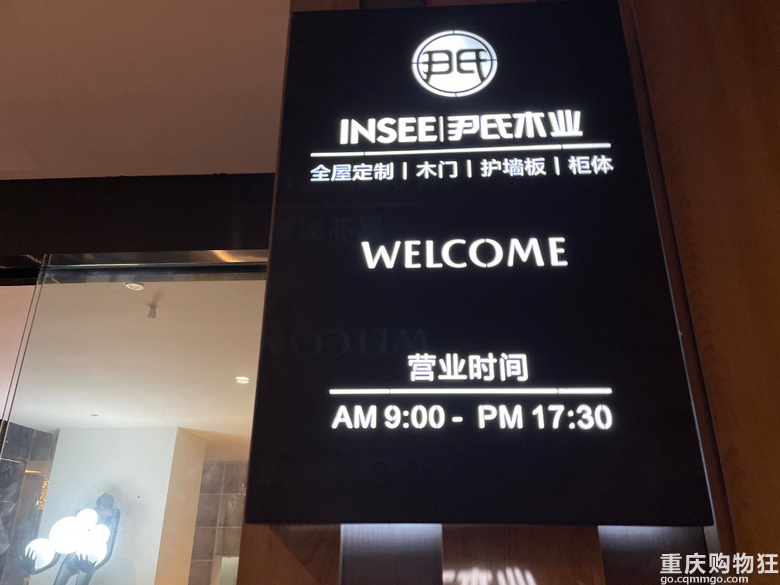 尹氏
INSEE|尹氏木业
全屋定制 | 木门 | 护墙板 | 柜体
WELCOME
营业时间
AM 9:00 - PM 17:30
重庆购物狂
go.cqmmgo.com